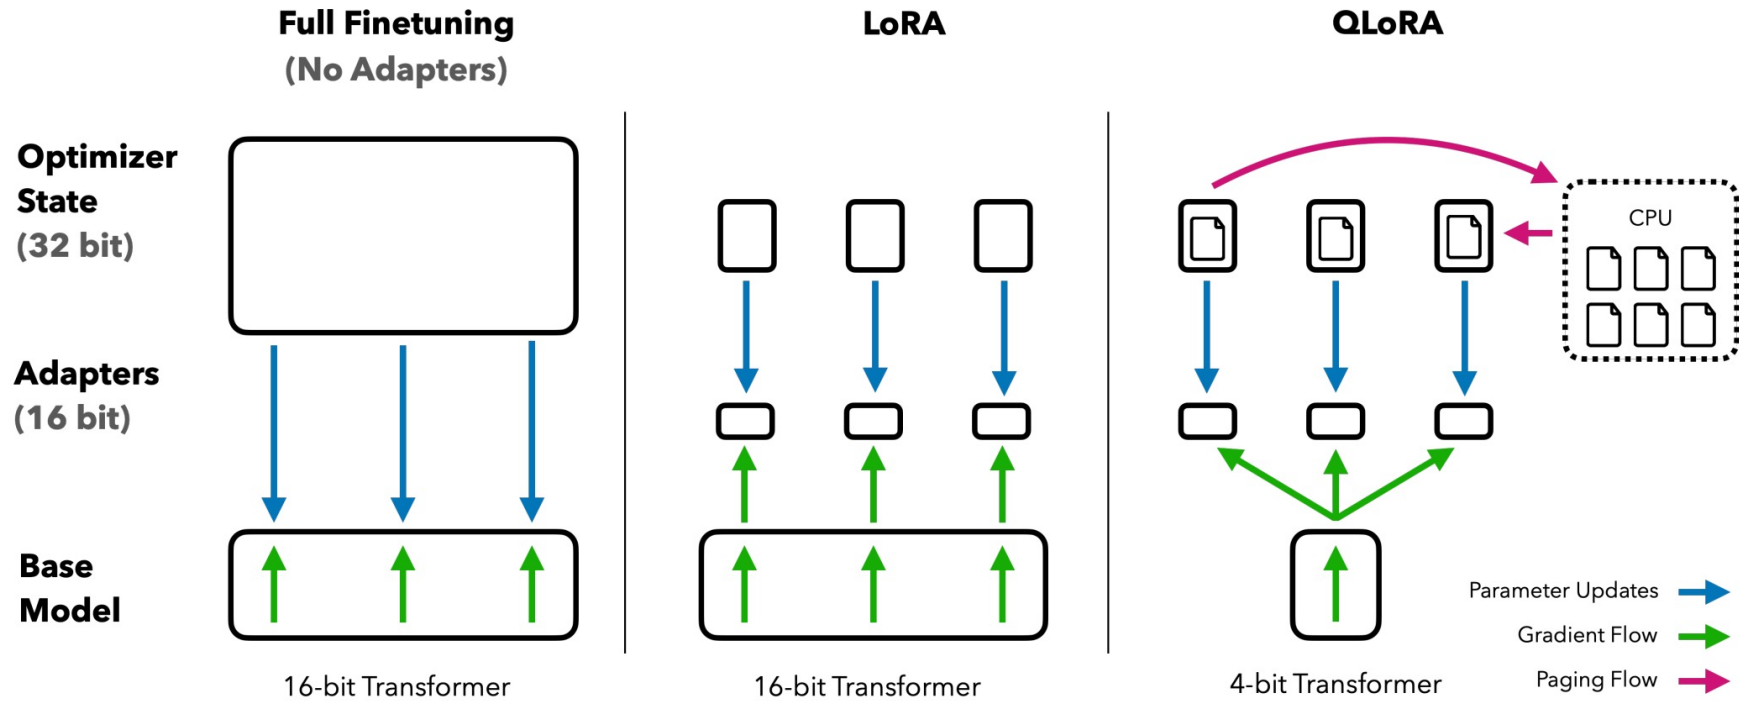 Full Finetuning
(No Adapters)
LoRA
QLoRA
Optimizer
State
(32 bit)
CPU
Adapters
(16 bit)
Base
Model
Parameter Updates
Gradient Flow
Paging Flow
16-bit Transformer
16-bit Transformer
4-bit Transformer